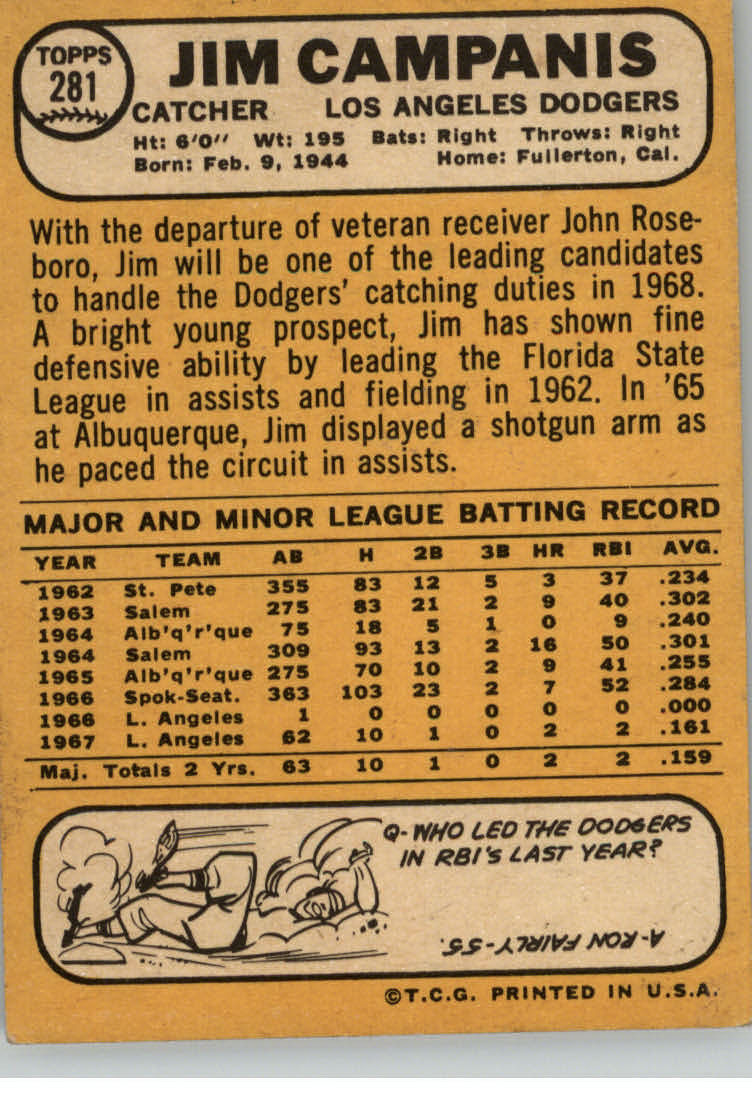 TOPPS
281
JIM CAMPANIS
CATCHER LOS ANGELES DODGERS
Ht: 6'0" Wt: 195 Bats: Right Throws: Right
Born: Feb. 9, 1944 Home: Fullerton, Cal.
With the departure of veteran receiver John Rose-
boro, Jim will be one of the leading candidates
to handle the Dodgers' catching duties in 1968.
A bright young prospect, Jim has shown fine
defensive ability by leading the Florida State
League in assists and fielding in 1962. In '65
at Albuquerque, Jim displayed a shotgun arm as
he paced the circuit in assists.
MAJOR AND MINOR LEAGUE BATTING RECORD
YEAR TEAM AB H 2B 3B HR RBI AVG.
1962 St. Pete 355 83 12 5 3 37 .234
1963 Salem 275 83 21 2 9 40 .302
1964 Alb'q'r'que 75 18 5 1 0 9 .240
1964 Salem 309 93 13 2 16 50 .301
1965 Alb'q'r'que 275 70 10 2 9 41 .255
1966 Spok-Seat. 363 103 23 2 7 52 .284
1966 L. Angeles 1 0 0 0 0 0 .000
1967 L. Angeles 62 10 1 0 2 2 .161
Maj. Totals 2 Yrs. 63 10 1 0 2 2 .159
Q-WHO LED THE DODGERS
IN RBI'S LAST YEAR?
A-RON FAIRLY-55.
©T.C.G. PRINTED IN U.S.A.